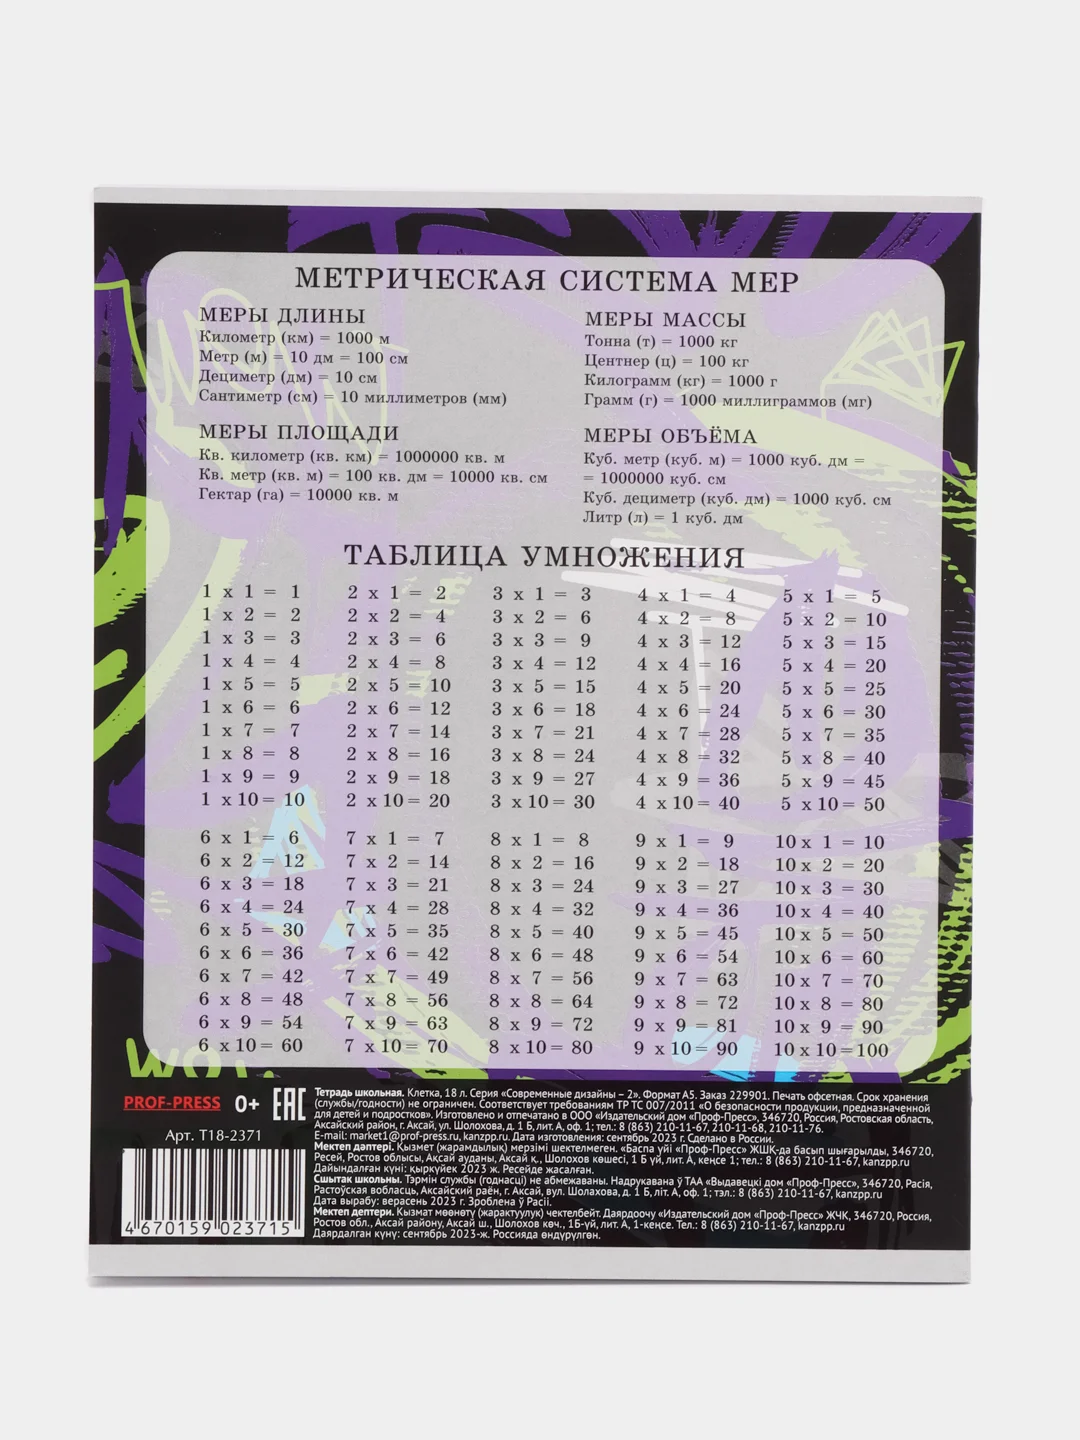 МЕТРИЧЕСКАЯ СИСТЕМА МЕР
МЕРЫ ДЛИНЫ
Километр (км) = 1000 м
Метр (м) = 10 дм = 100 см
Дециметр (дм) = 10 см
Сантиметр (см) = 10 миллиметров (мм)
МЕРЫ МАССЫ
Тонна (т) = 1000 кг
Центнер (ц) = 100 кг
Килограмм (кг) = 1000 г
Грамм (г) = 1000 миллиграммов (мг)
МЕРЫ ПЛОЩАДИ
Кв. километр (кв. км) = 1000000 кв. м
Кв. метр (кв. м) = 100 кв. дм = 10000 кв. см
Гектар (га) = 10000 кв. м
МЕРЫ ОБЪЁМА
Куб. метр (куб. м) = 1000 куб. дм =
= 1000000 куб. см
Куб. дециметр (куб. дм) = 1000 куб. см
Литр (л) = 1 куб. дм
ТАБЛИЦА УМНОЖЕНИЯ
1 x 1 = 1 2 x 1 = 2 3 x 1 = 3 4 x 1 = 4 5 x 1 = 5
1 x 2 = 2 2 x 2 = 4 3 x 2 = 6 4 x 2 = 8 5 x 2 = 10
1 x 3 = 3 2 x 3 = 6 3 x 3 = 9 4 x 3 = 12 5 x 3 = 15
1 x 4 = 4 2 x 4 = 8 3 x 4 = 12 4 x 4 = 16 5 x 4 = 20
1 x 5 = 5 2 x 5 = 10 3 x 5 = 15 4 x 5 = 20 5 x 5 = 25
1 x 6 = 6 2 x 6 = 12 3 x 6 = 18 4 x 6 = 24 5 x 6 = 30
1 x 7 = 7 2 x 7 = 14 3 x 7 = 21 4 x 7 = 28 5 x 7 = 35
1 x 8 = 8 2 x 8 = 16 3 x 8 = 24 4 x 8 = 32 5 x 8 = 40
1 x 9 = 9 2 x 9 = 18 3 x 9 = 27 4 x 9 = 36 5 x 9 = 45
1 x 10 = 10 2 x 10 = 20 3 x 10 = 30 4 x 10 = 40 5 x 10 = 50
6 x 1 = 6 7 x 1 = 7 8 x 1 = 8 9 x 1 = 9 10 x 1 = 10
6 x 2 = 12 7 x 2 = 14 8 x 2 = 16 9 x 2 = 18 10 x 2 = 20
6 x 3 = 18 7 x 3 = 21 8 x 3 = 24 9 x 3 = 27 10 x 3 = 30
6 x 4 = 24 7 x 4 = 28 8 x 4 = 32 9 x 4 = 36 10 x 4 = 40
6 x 5 = 30 7 x 5 = 35 8 x 5 = 40 9 x 5 = 45 10 x 5 = 50
6 x 6 = 36 7 x 6 = 42 8 x 6 = 48 9 x 6 = 54 10 x 6 = 60
6 x 7 = 42 7 x 7 = 49 8 x 7 = 56 9 x 7 = 63 10 x 7 = 70
6 x 8 = 48 7 x 8 = 56 8 x 8 = 64 9 x 8 = 72 10 x 8 = 80
6 x 9 = 54 7 x 9 = 63 8 x 9 = 72 9 x 9 = 81 10 x 9 = 90
6 x 10 = 60 7 x 10 = 70 8 x 10 = 80 9 x 10 = 90 10 x 10 = 100
PROF-PRESS 0+ EAC
Арт. Т18-2371
4 670159 023715
Тетрадь школьная. Клетка, 18 л. Серия «Современные дизайны – 2». Формат А5. Заказ 229901. Печать офсетная. Срок хранения
(службы/годности) не ограничен. Соответствует требованиям ТР ТС 007/2011 «О безопасности продукции, предназначенной
для детей и подростков». Изготовлено и отпечатано в ООО «Издательский дом «Проф-Пресс», 346720, Россия, Ростовская область,
Аксайский район, г. Аксай, ул. Шолохова, д. 1 Б, лит. А, оф. 1; тел.: 8 (863) 210-11-67, 210-11-68, 210-11-76.
E-mail: market1@prof-press.ru, kanzpp.ru. Дата изготовления: сентябрь 2023 г. Сделано в России.
Мектеп дәптері. Қызмет (жарамдылық) мерзімі шектелмеген. «Баспа үйі «Проф-Пресс» ЖШҚ-да басып шығарылды, 346720,
Ресей, Ростов облысы, Ақсай ауданы, Ақсай қ., Шолохов көшесі, 1 Б үй, лит. А, кеңсе 1; тел.: 8 (863) 210-11-67, kanzpp.ru
Дайындалған күні: қыркүйек 2023 ж. Ресейде жасалған.
Сшытак школьны. Тэрмін службы (годнасці) не абмежаваны. Надрукавана ў ТАА «Выдавецкі дом «Проф-Пресс», 346720, Расія,
Растоўская вобласць, Аксайскі раён, г. Аксай, вул. Шолахава, д. 1 Б, літ. А, оф. 1; тэл.: 8 (863) 210-11-67, kanzpp.ru
Дата вырабу: верасень 2023 г. Зроблена ў Расіі.
Мектеп дептери. Кызмат мөөнөтү (жарактуулук) чектелбейт. Даярдоочу «Издательский дом «Проф-Пресс» ЖЧК, 346720, Россия,
Ростов обл., Аксай району, Аксай ш., Шолохов көч., 1Б-үй, лит. А, 1-кеңсе. Тел.: 8 (863) 210-11-67, kanzpp.ru
Даярдалган күнү: сентябрь 2023-ж. Россияда өндүрүлгөн.